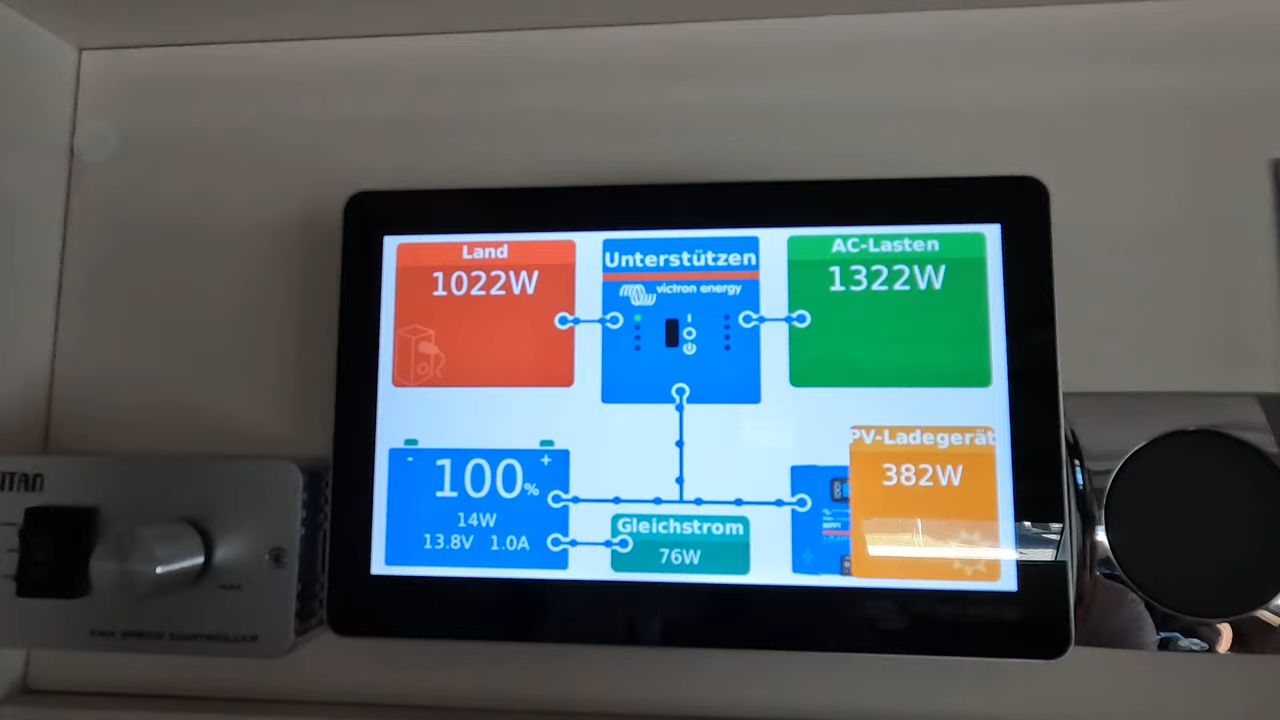 Land
1022W
Unterstützen
victron energy
AC-Lasten
1322W
- +
100%
14W
13.8V 1.0A
Gleichstrom
76W
PV-Ladegerät
382W
TITAN
FAN SPEED CONTROLLER